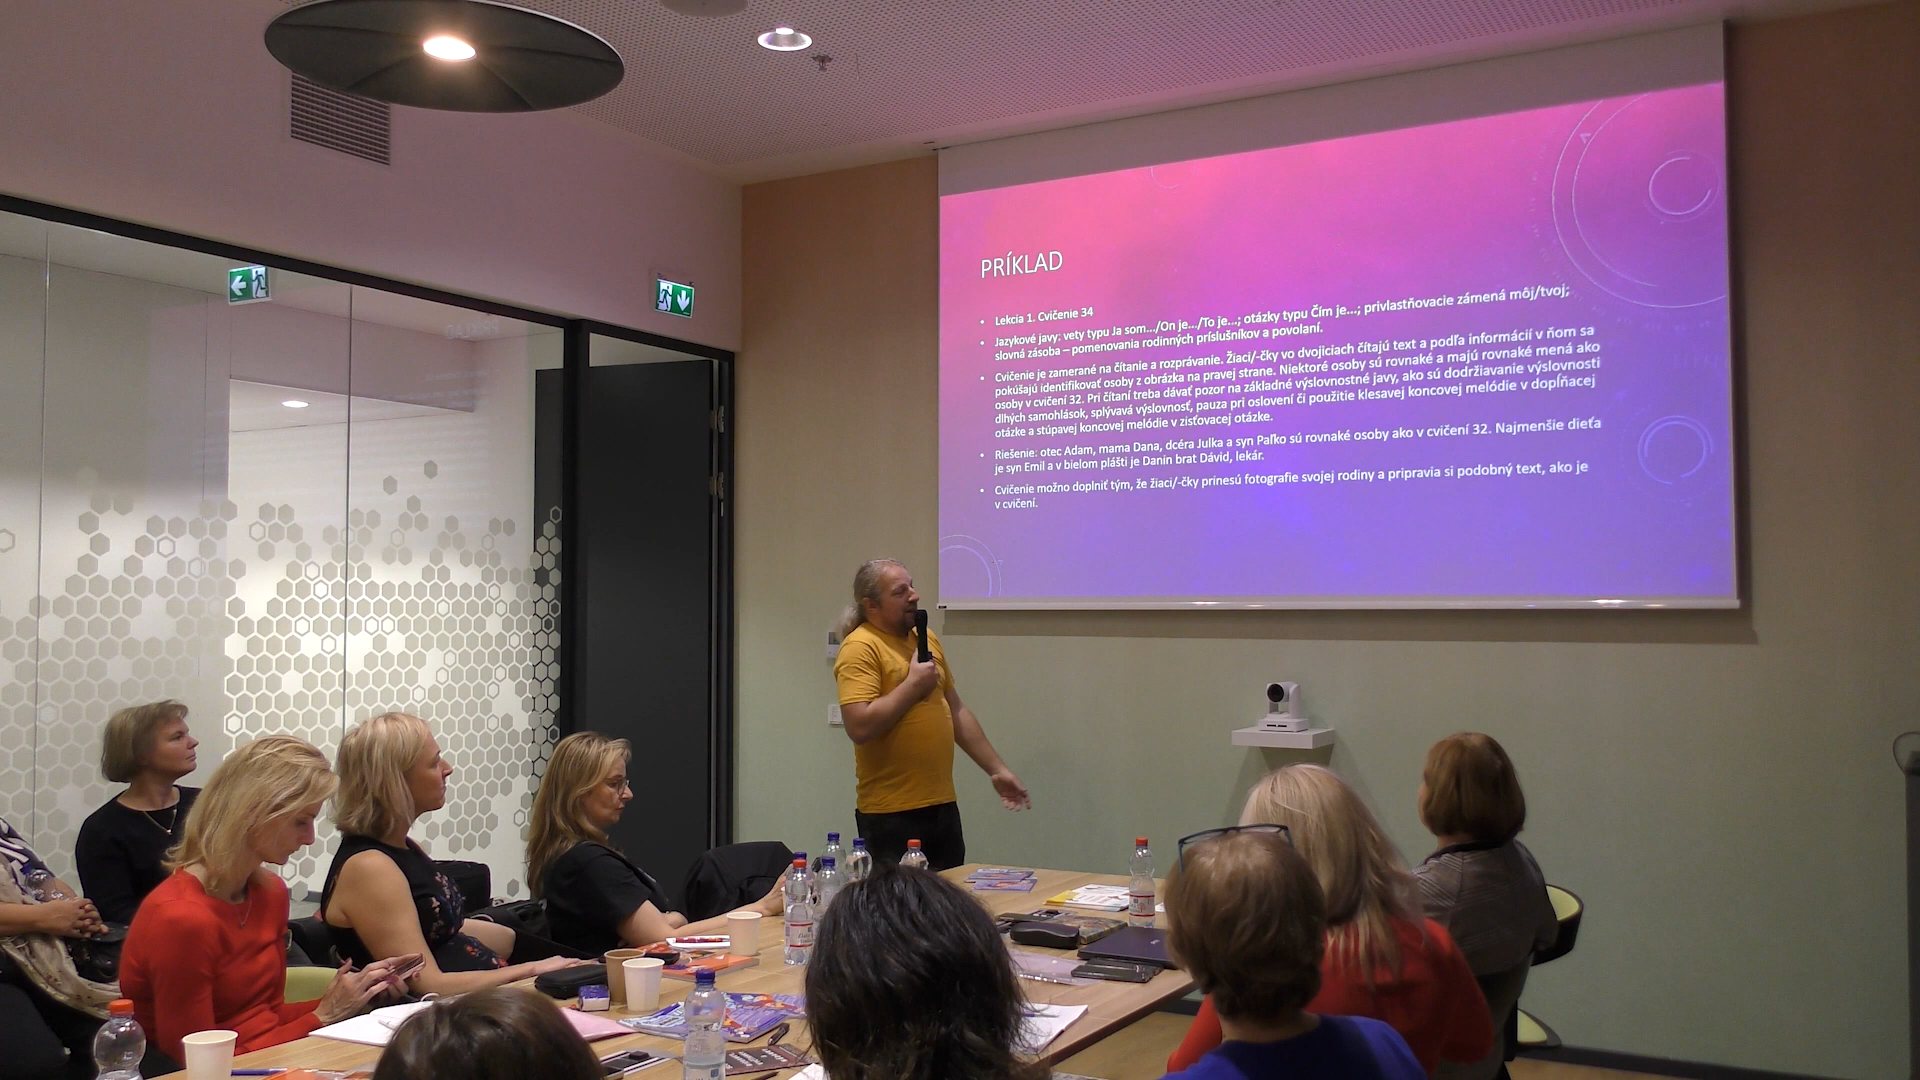 PRÍKLAD
• Lekcia 1. Cvičenie 34
• Jazykové javy: vety typu Ja som.../On je.../To je...; otázky typu Čím je...; privlastňovacie zámená môj/tvoj;
slovná zásoba – pomenovania rodinných príslušníkov a povolaní.
• Cvičenie je zamerané na čítanie a rozprávanie. Žiaci/-čky vo dvojiciach čítajú text a podľa informácií v ňom sa
pokúšajú identifikovať osoby z obrázka na pravej strane. Niektoré osoby sú rovnaké a majú rovnaké mená ako
osoby v cvičení 32. Pri čítaní treba dávať pozor na základné výslovnostné javy, ako sú dodržiavanie výslovnosti
dlhých samohlások, splývavá výslovnosť, pauza pri oslovení či použitie klesavej koncovej melódie v dopĺňacej
otázke a stúpavej koncovej melódie v zisťovacej otázke.
• Riešenie: otec Adam, mama Dana, dcéra Julka a syn Paľko sú rovnaké osoby ako v cvičení 32. Najmenšie dieťa
je syn Emil a v bielom plášti je Danin brat Dávid, lekár.
• Cvičenie možno doplniť tým, že žiaci/-čky prinesú fotografie svojej rodiny a pripravia si podobný text, ako je
v cvičení.